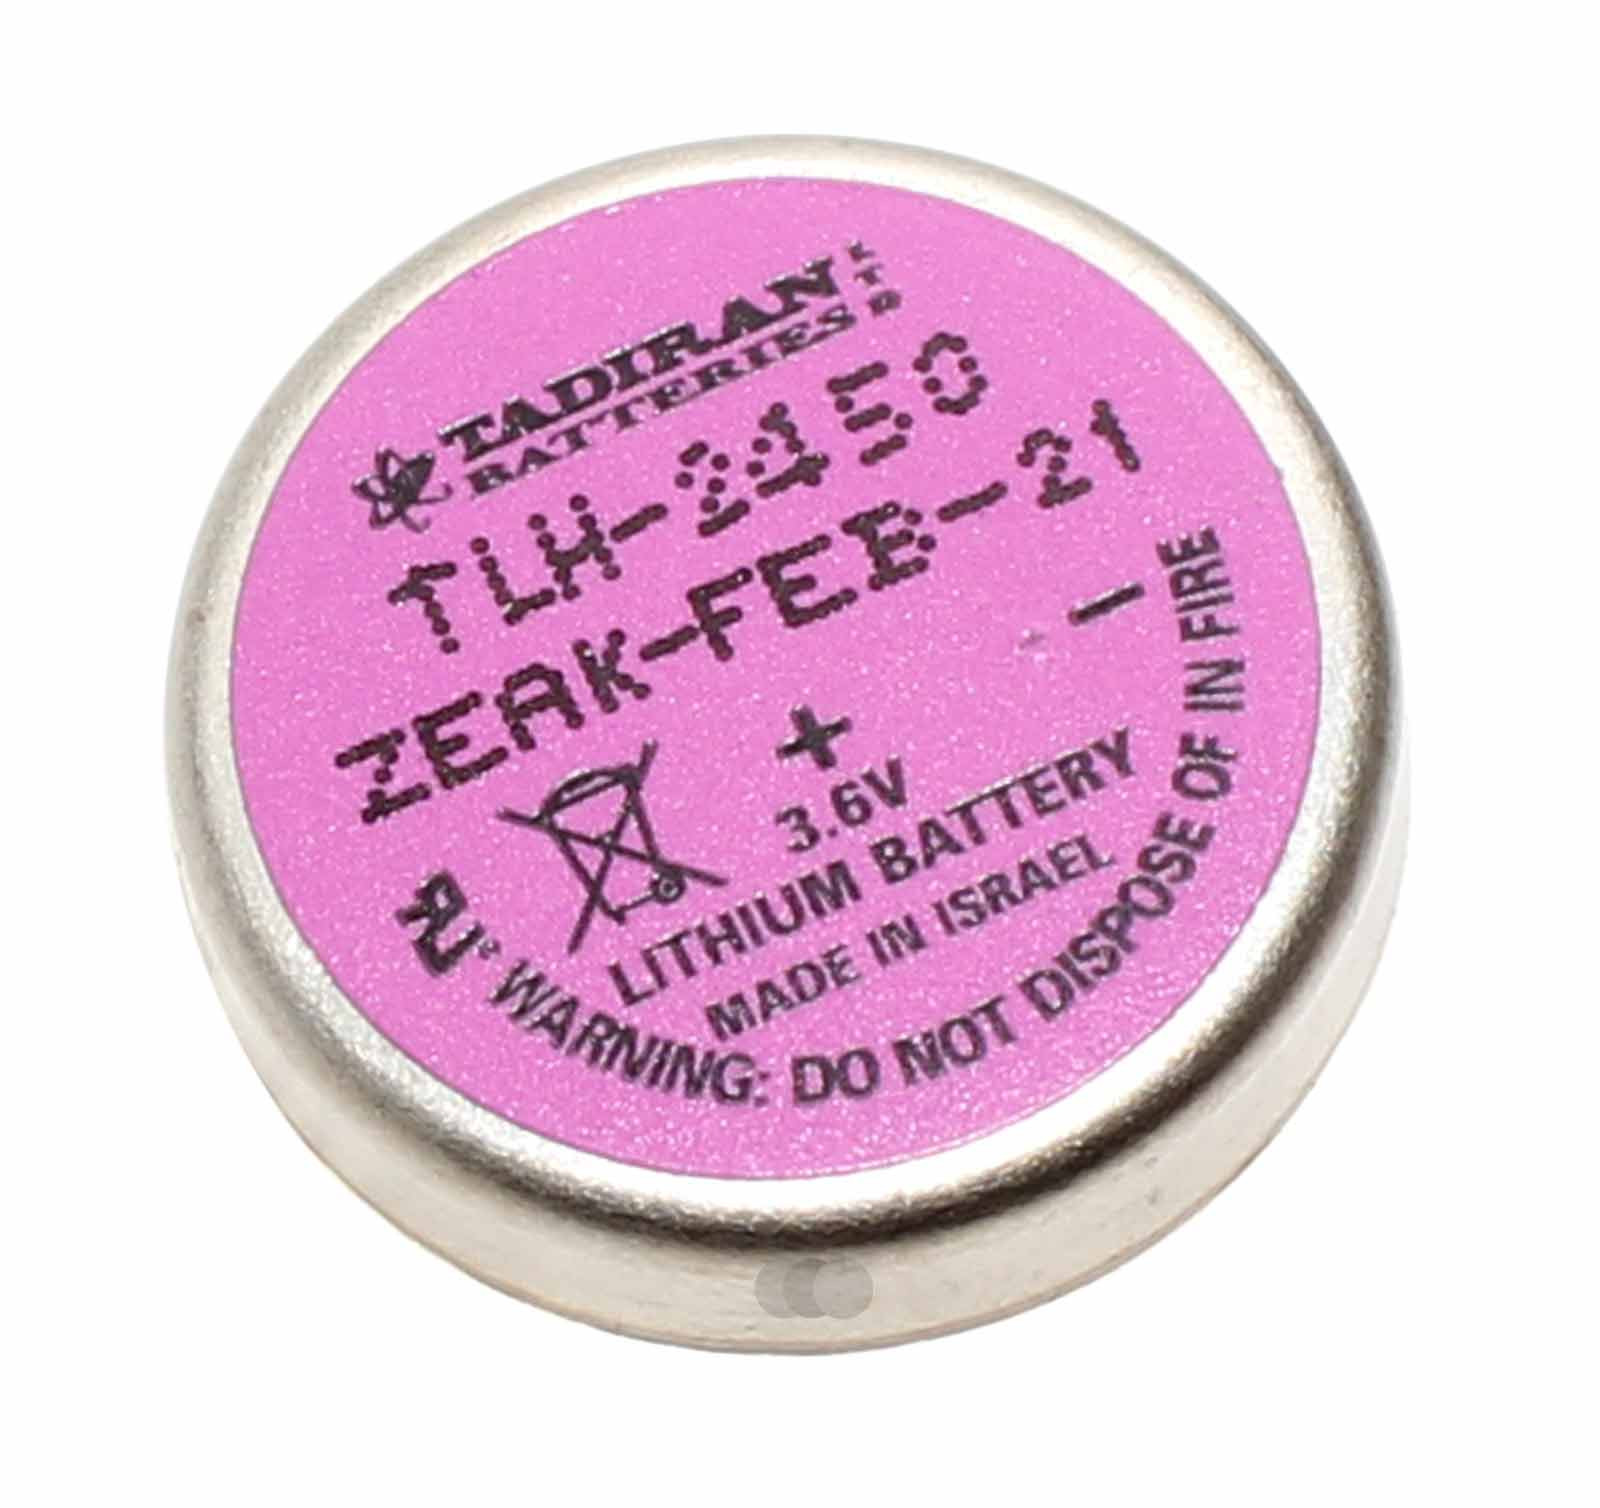 TADIRAN LTD
BATTERIES
TLH-2450
ZEAK-FEB-21
-
+
3.6V
LITHIUM BATTERY
MADE IN ISRAEL
WARNING: DO NOT DISPOSE OF IN FIRE